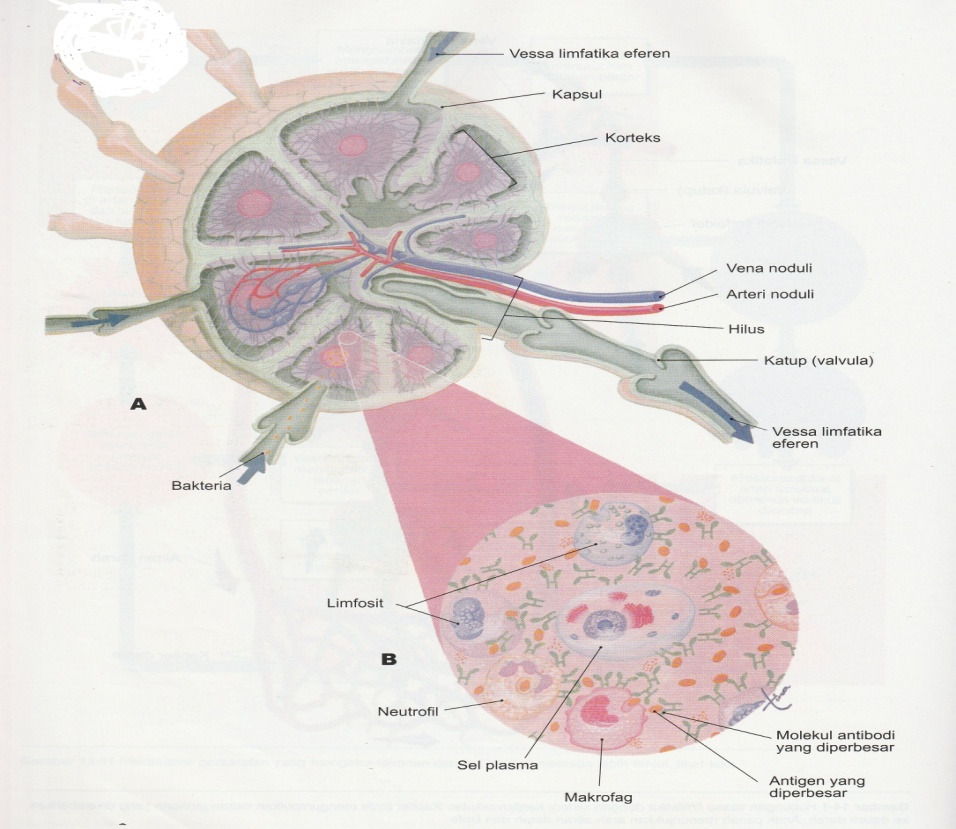 Vessa limfatika eferen
Kapsul
Korteks
Vena noduli
Arteri noduli
Hilus
Katup (valvula)
A
Vessa limfatika
eferen
Bakteria
Limfosit
B
Neutrofil
Molekul antibodi
yang diperbesar
Sel plasma
Antigen yang
diperbesar
Makrofag